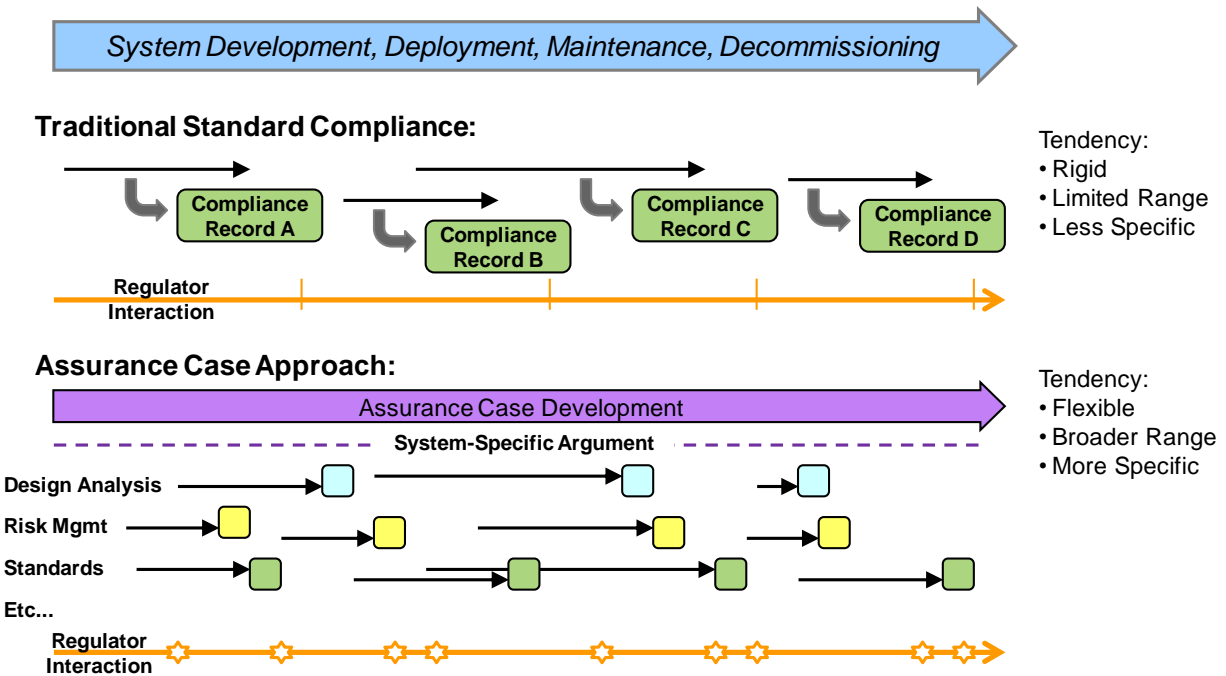 System Development, Deployment, Maintenance, Decommissioning
Traditional Standard Compliance:
Compliance
Record A
Compliance
Record B
Compliance
Record C
Compliance
Record D
Tendency:
• Rigid
• Limited Range
• Less Specific
Regulator
Interaction
Assurance Case Approach:
Assurance Case Development
System-Specific Argument
Tendency:
• Flexible
• Broader Range
• More Specific
Design Analysis
Risk Mgmt
Standards
Etc...
Regulator
Interaction